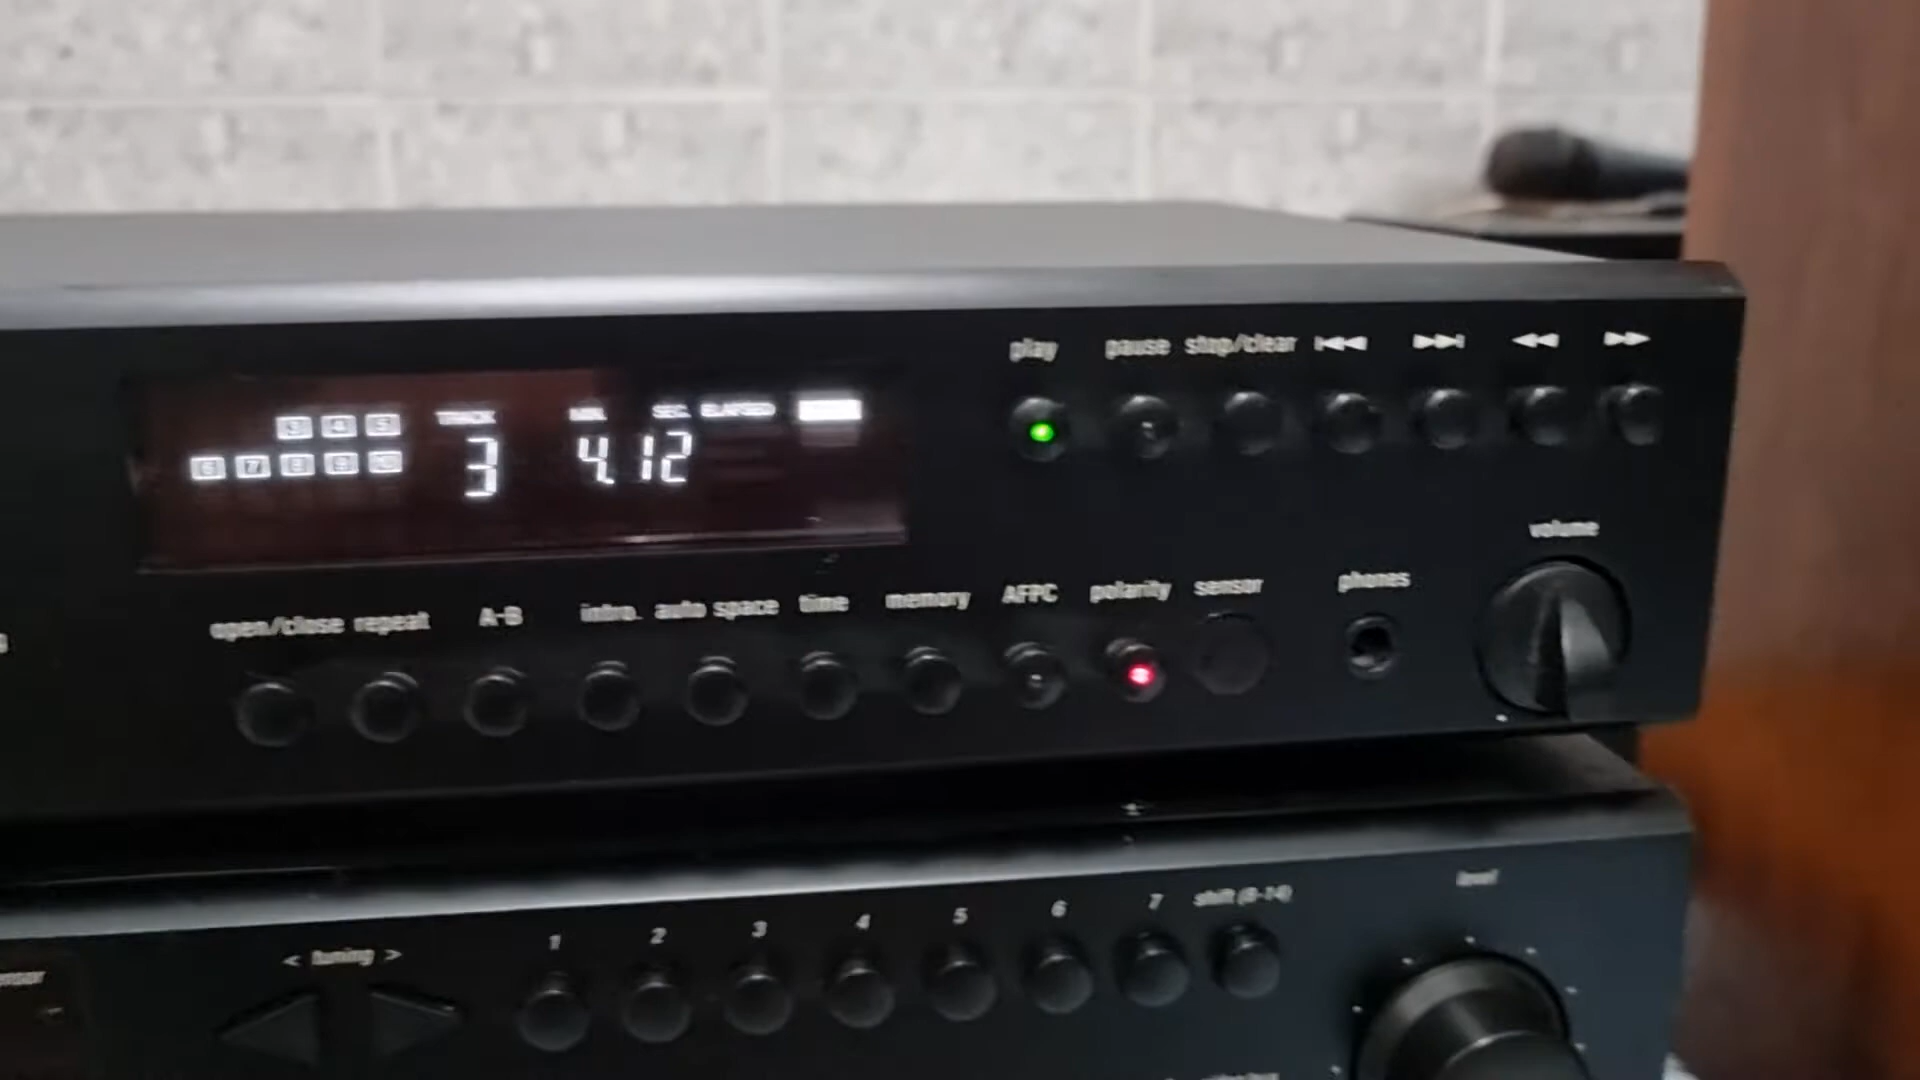 play pause stop/clear
3 4 5 TRACK MIN. SEC. ELAPSED
6 7 8 9 10 3 4.12
volume
open/close repeat A-B intro. auto space time memory AFPC polarity sensor phones
level
1 2 3 4 5 6 7 shift (8-14)
< tuning >